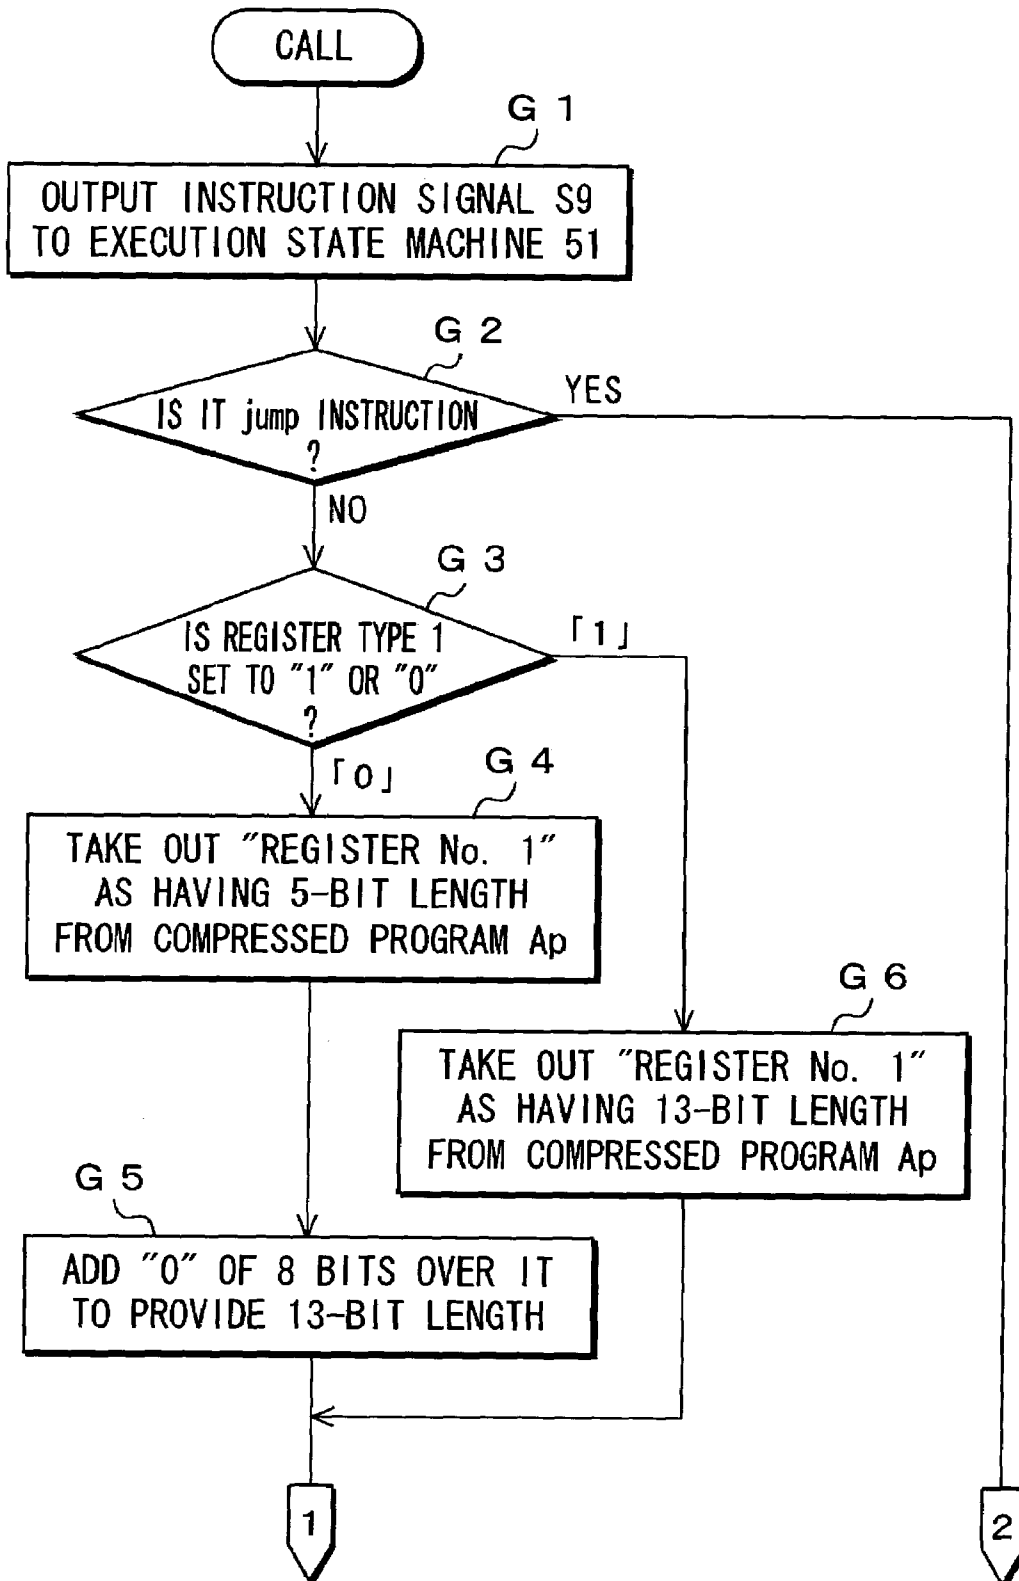 CALL
G 1
OUTPUT INSTRUCTION SIGNAL S9
TO EXECUTION STATE MACHINE 51
G 2
IS IT jump INSTRUCTION
?
YES
NO
G 3
IS REGISTER TYPE 1
SET TO "1" OR "0"
?
「1」
「0」
G 4
TAKE OUT "REGISTER No. 1"
AS HAVING 5-BIT LENGTH
FROM COMPRESSED PROGRAM Ap
G 6
TAKE OUT "REGISTER No. 1"
AS HAVING 13-BIT LENGTH
FROM COMPRESSED PROGRAM Ap
G 5
ADD "0" OF 8 BITS OVER IT
TO PROVIDE 13-BIT LENGTH
1
2